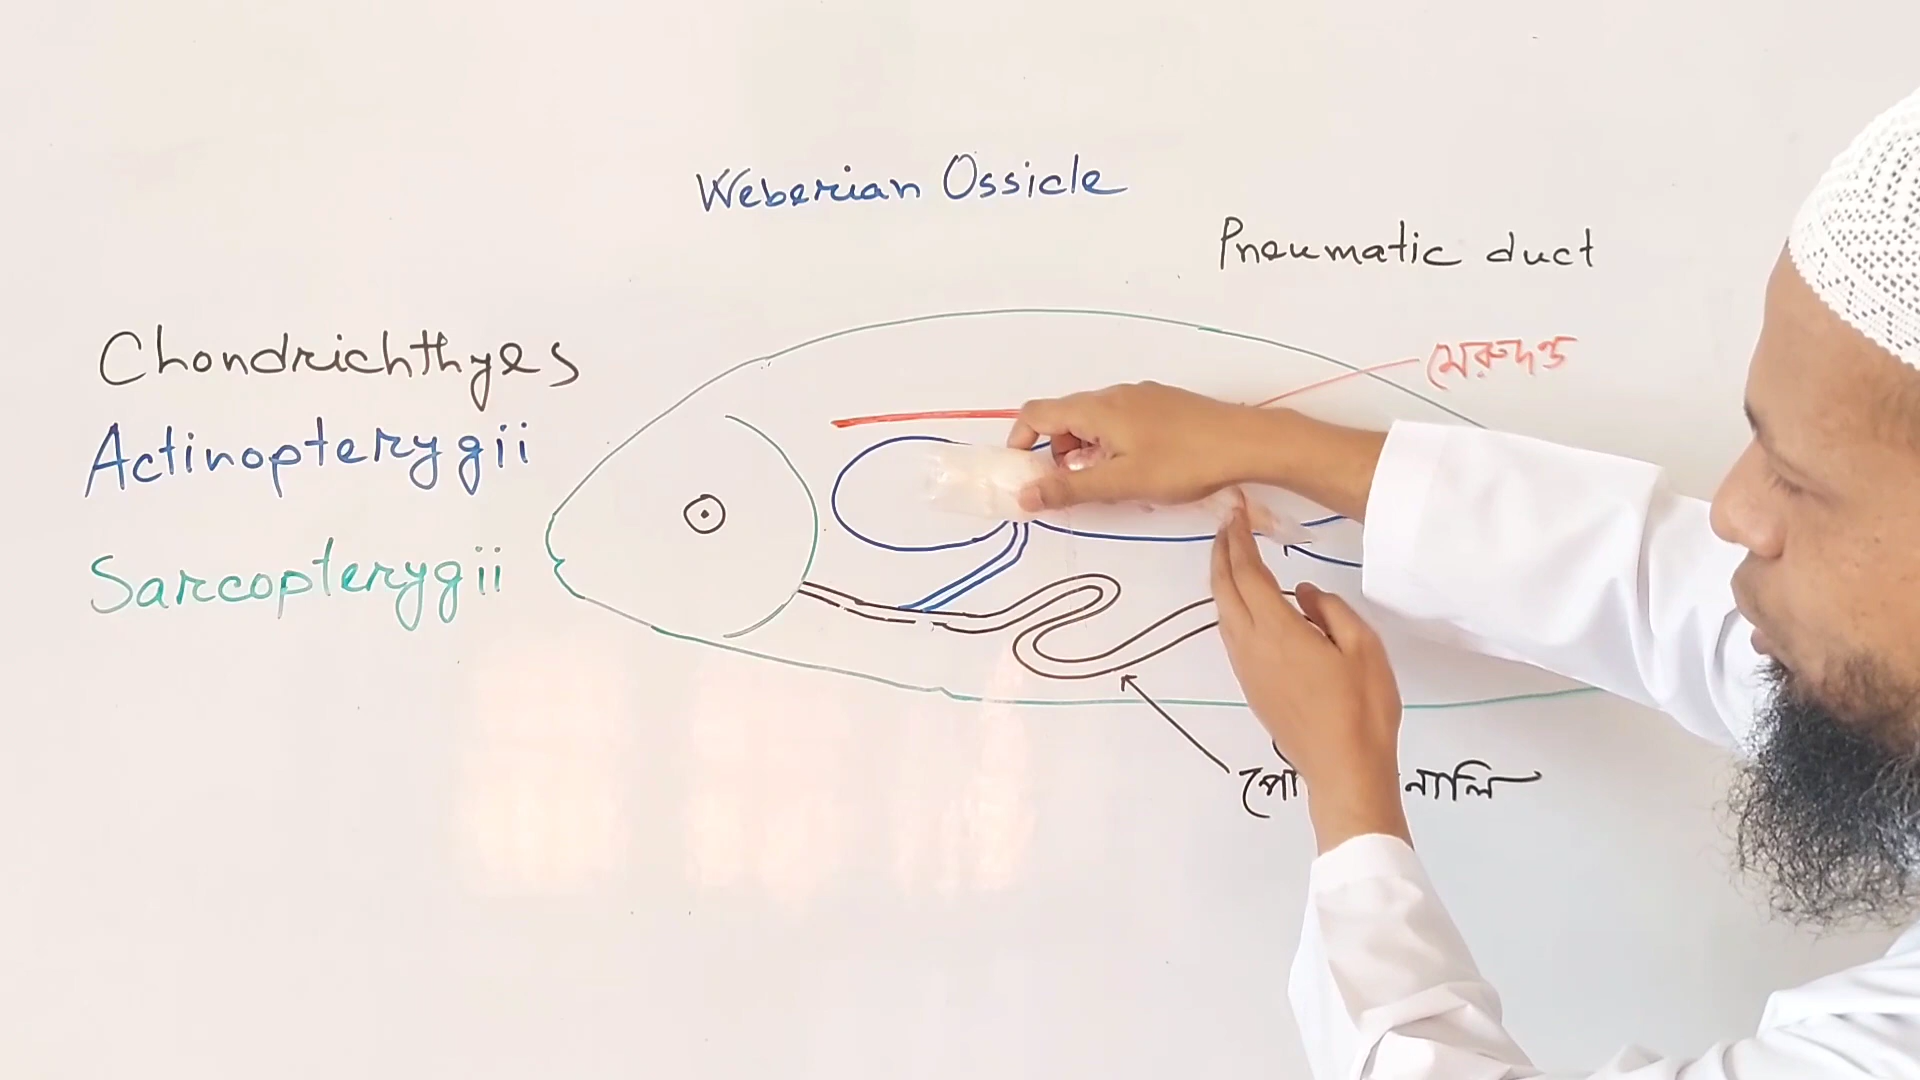 Weberian Ossicle
Pneumatic duct
Chondrichthyes
মেরুদণ্ড
Actinopterygii
Sarcopterygii
নালি